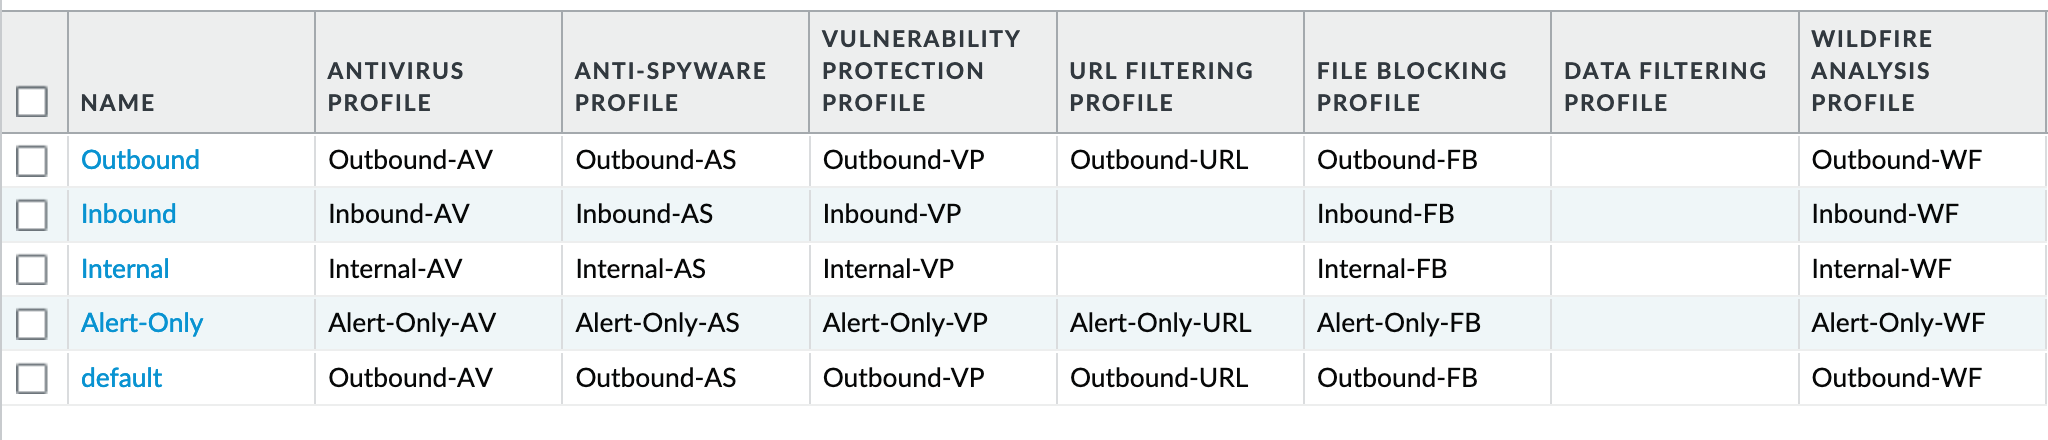 NAME ANTIVIRUS PROFILE ANTI-SPYWARE PROFILE VULNERABILITY PROTECTION PROFILE URL FILTERING PROFILE FILE BLOCKING PROFILE DATA FILTERING PROFILE WILDFIRE ANALYSIS PROFILE
Outbound Outbound-AV Outbound-AS Outbound-VP Outbound-URL Outbound-FB Outbound-WF
Inbound Inbound-AV Inbound-AS Inbound-VP Inbound-FB Inbound-WF
Internal Internal-AV Internal-AS Internal-VP Internal-FB Internal-WF
Alert-Only Alert-Only-AV Alert-Only-AS Alert-Only-VP Alert-Only-URL Alert-Only-FB Alert-Only-WF
default Outbound-AV Outbound-AS Outbound-VP Outbound-URL Outbound-FB Outbound-WF